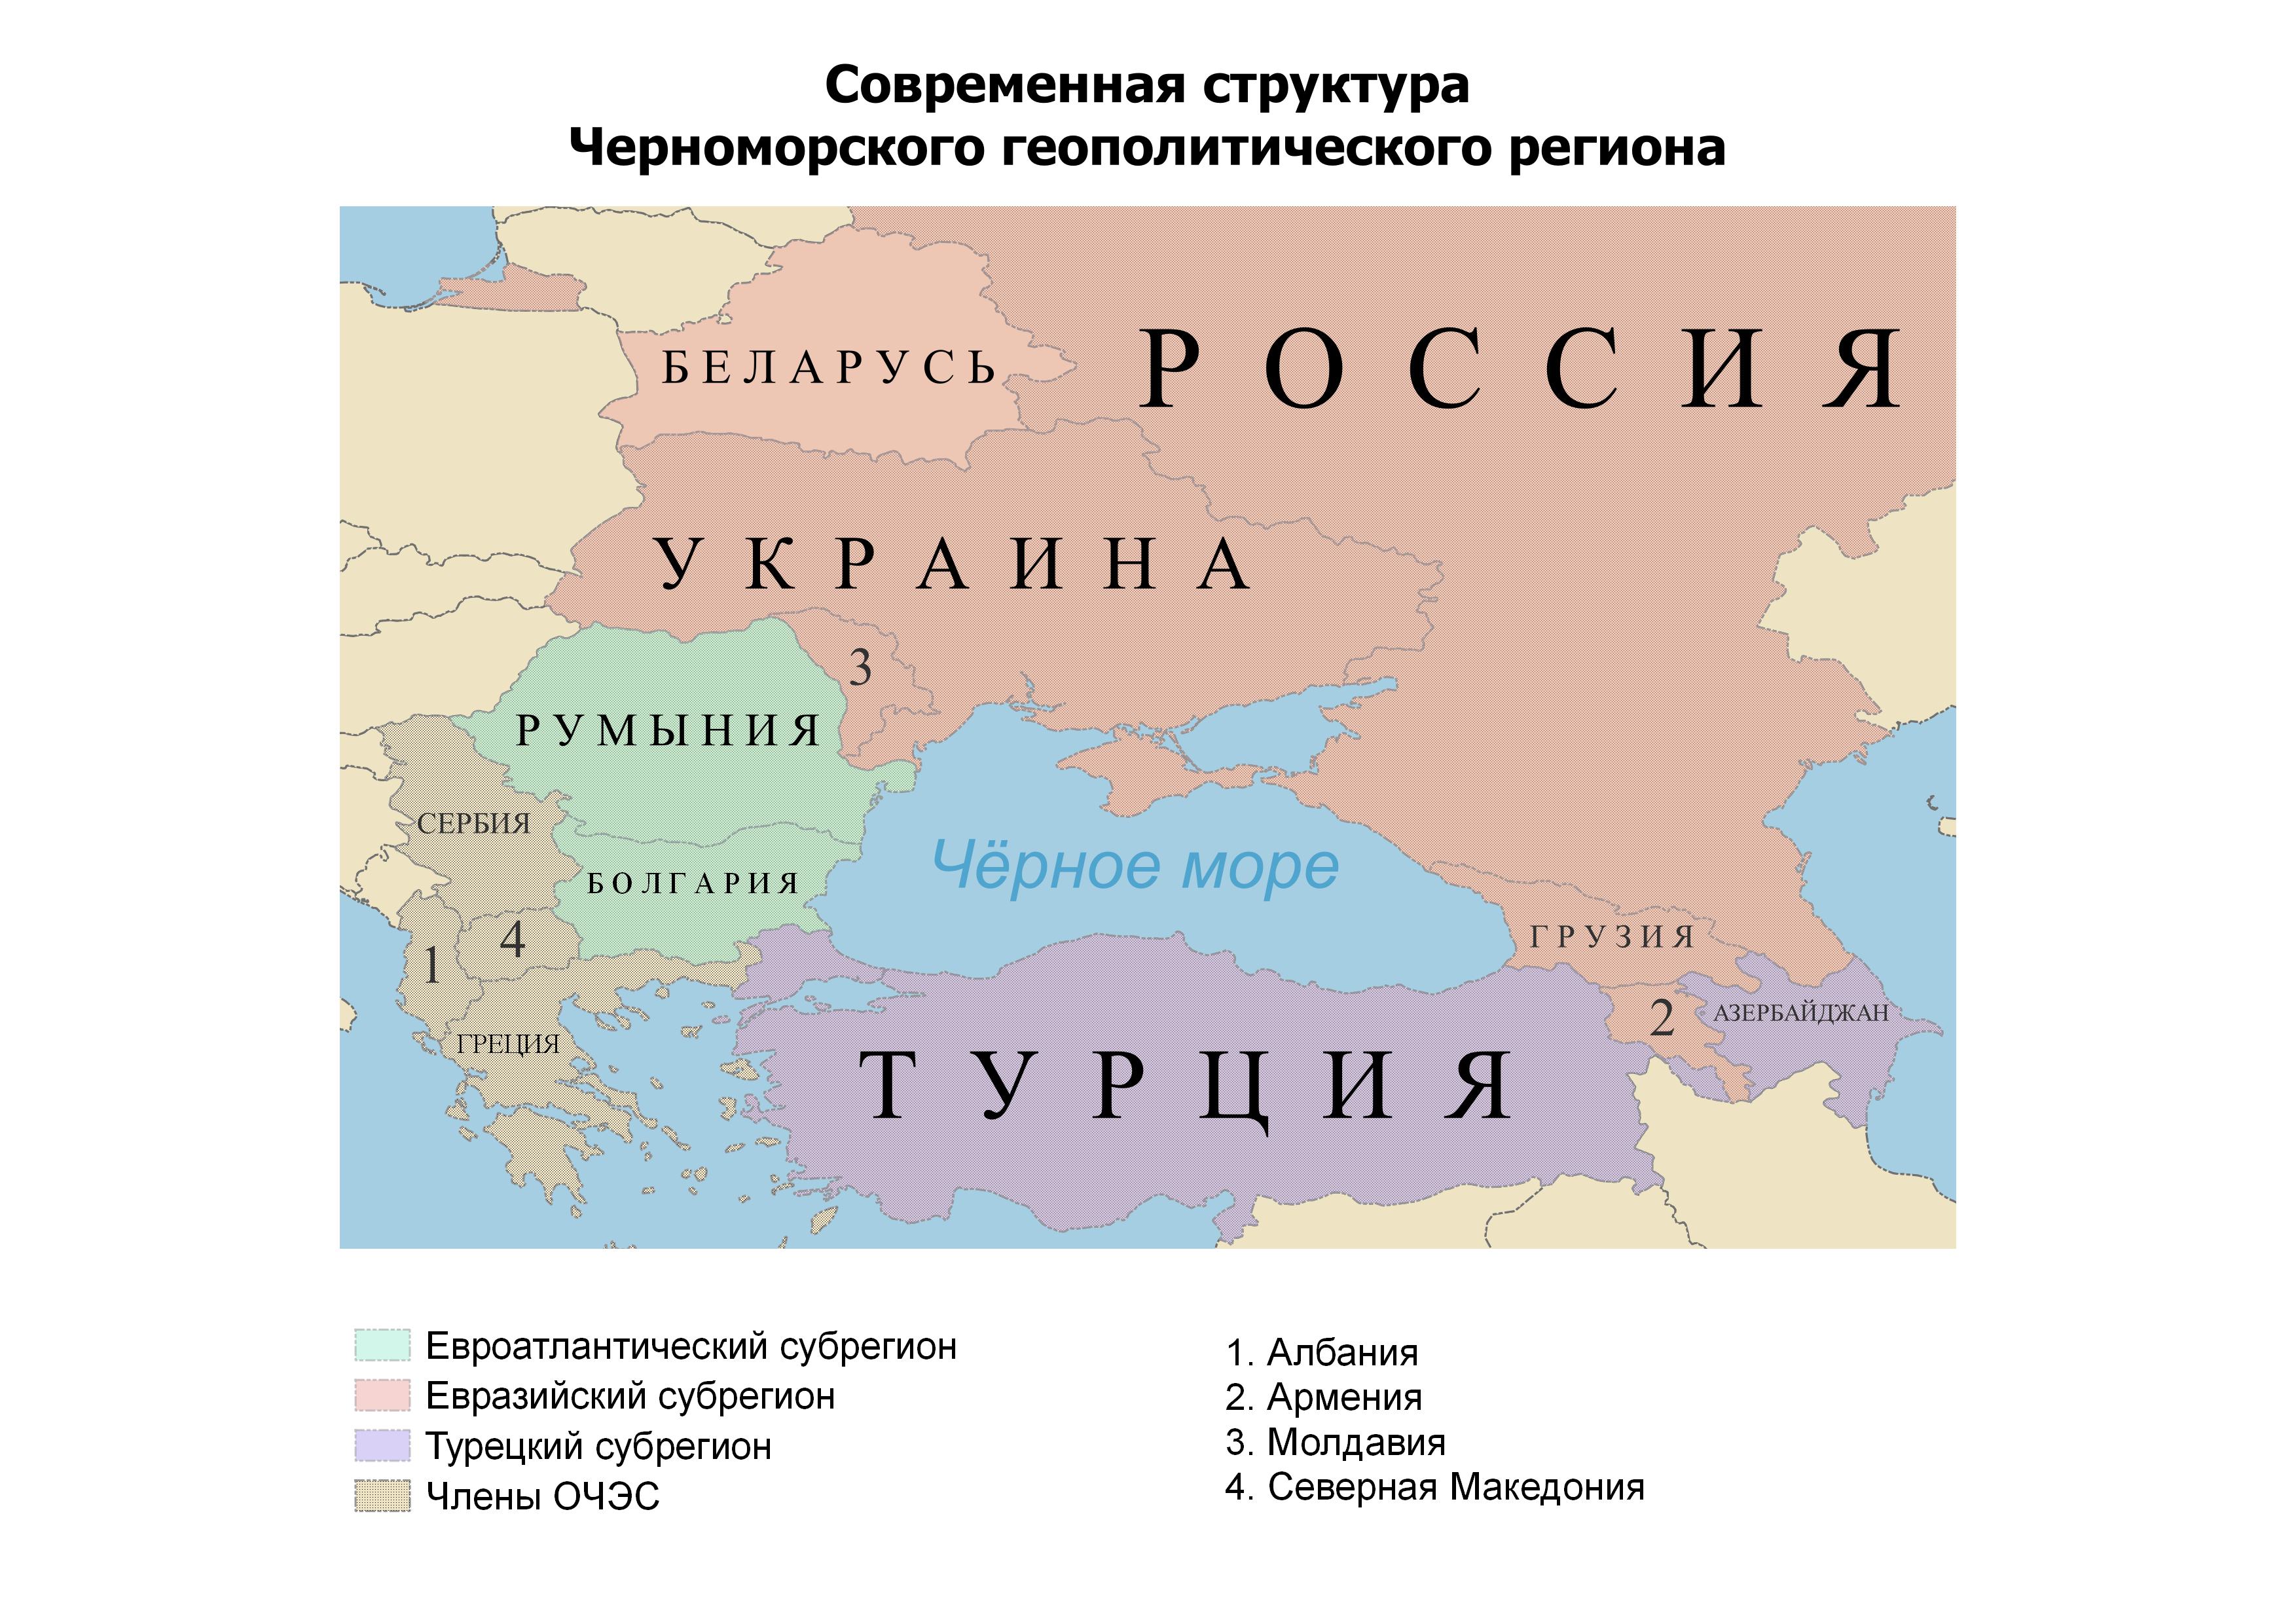 Современная структура
Черноморского геополитического региона
БЕЛАРУСЬ
РОССИЯ
УКРАИНА
3
РУМЫНИЯ
СЕРБИЯ
Чёрное море
БОЛГАРИЯ
4
1
ГРУЗИЯ
2
АЗЕРБАЙДЖАН
ГРЕЦИЯ
ТУРЦИЯ
Евроатлантический субрегион
Евразийский субрегион
Турецкий субрегион
Члены ОЧЭС
1. Албания
2. Армения
3. Молдавия
4. Северная Македония